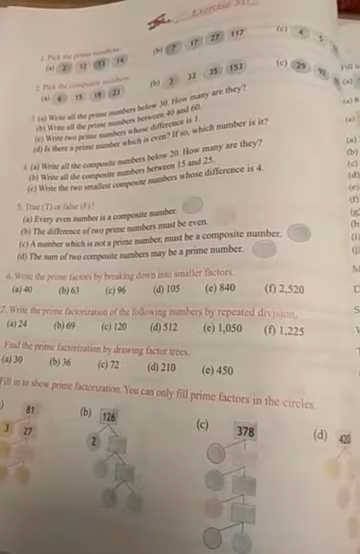 Exercise
1. Pick the prime numbers
(a) 2 12 13 14 (b) 7 17 27 117 (c) 4 5
2. Pick the composite numbers
(a) 6 15 19 23 (b) 3 33 35 153 (c) 29 92
3. (a) Write all the prime numbers below 30. How many are they?
(b) Write all the prime numbers between 40 and 60.
(c) Write two prime numbers whose difference is 1.
(d) Is there a prime number which is even? If so, which number is it?
4. (a) Write all the composite numbers below 20. How many are they?
(b) Write all the composite numbers between 15 and 25.
(c) Write the two smallest composite numbers whose difference is 4.
5. True (T) or false (F)?
(a) Every even number is a composite number.
(b) The difference of two prime numbers must be even.
(c) A number which is not a prime number, must be a composite number.
(d) The sum of two composite numbers may be a prime number.
6. Write the prime factors by breaking down into smaller factors.
(a) 40 (b) 63 (c) 96 (d) 105 (e) 840 (f) 2,520
7. Write the prime factorization of the following numbers by repeated division.
(a) 24 (b) 69 (c) 120 (d) 512 (e) 1,050 (f) 1,225
Find the prime factorization by drawing factor trees.
(a) 30 (b) 36 (c) 72 (d) 210 (e) 450
Fill in to show prime factorization. You can only fill prime factors in the circles.
81 (b) 126 (c) 378 (d) 420
3 27 2